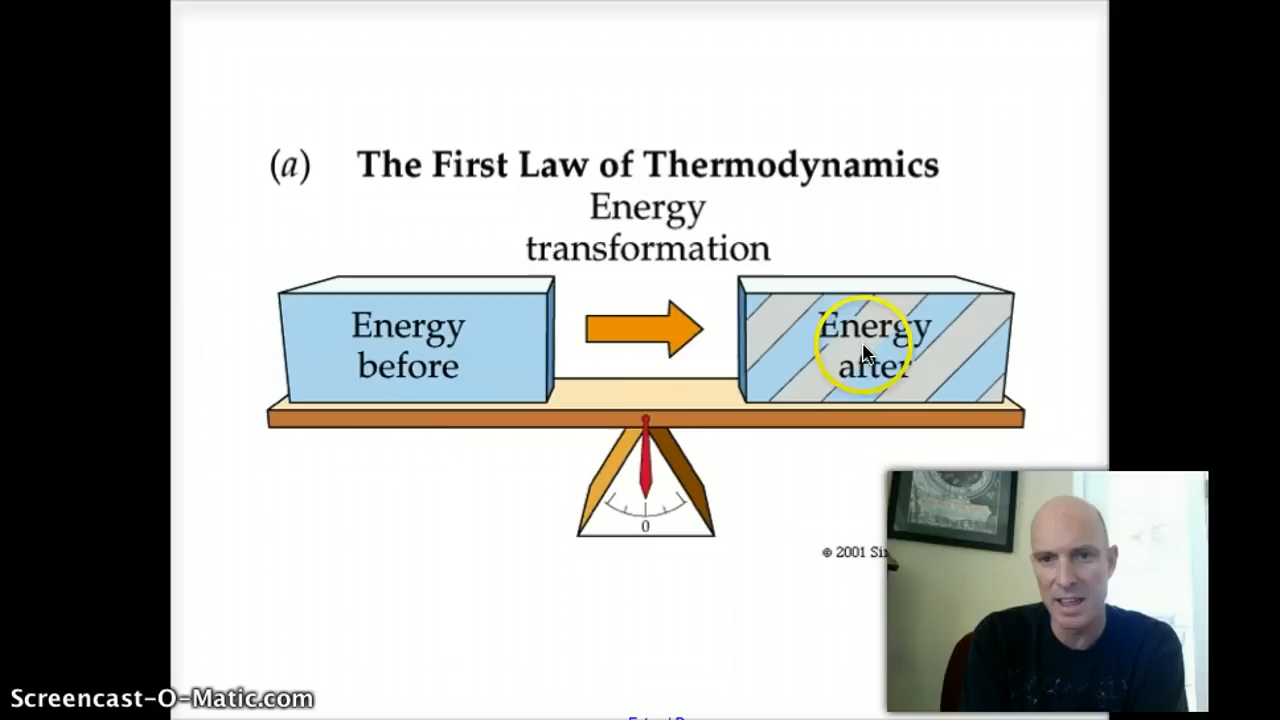 (a) The First Law of Thermodynamics
Energy
transformation
Energy
before
Energy
after
0
© 2001
Screencast-O-Matic.com